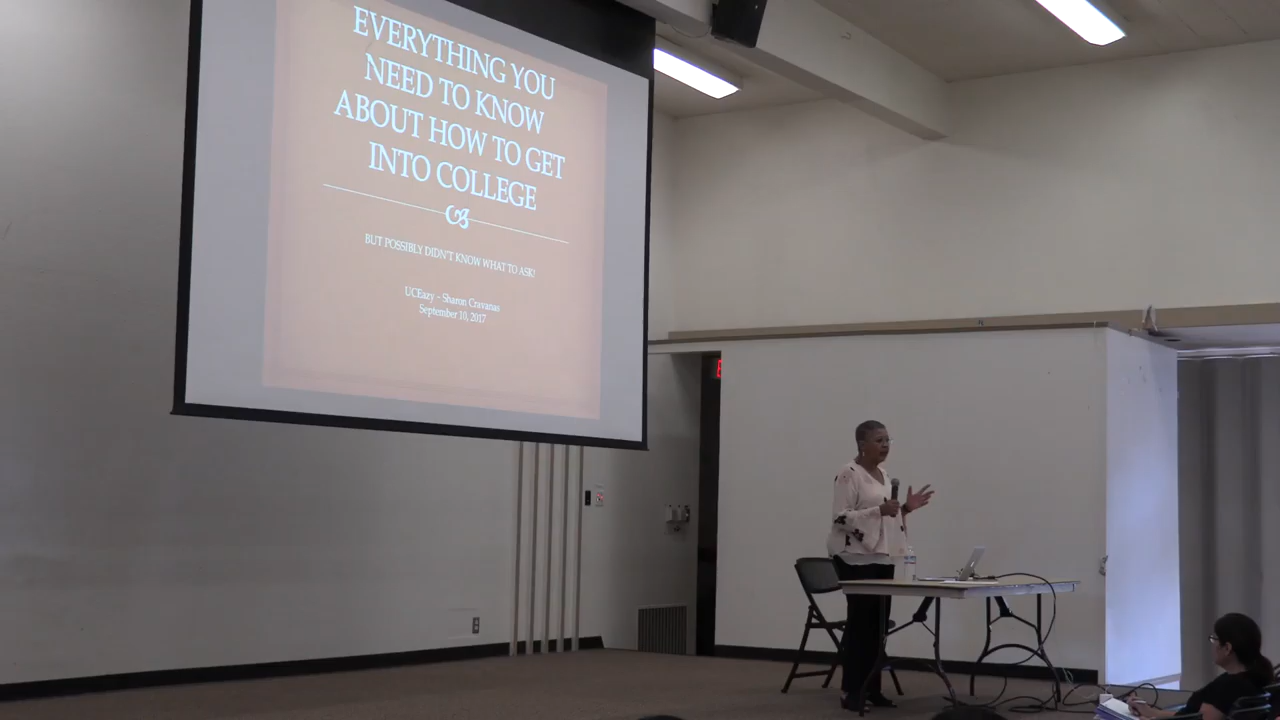 EVERYTHING YOU
NEED TO KNOW
ABOUT HOW TO GET
INTO COLLEGE
BUT POSSIBLY DIDN'T KNOW WHAT TO ASK!
UCEazy – Sharon Cravanas
September 10, 2017